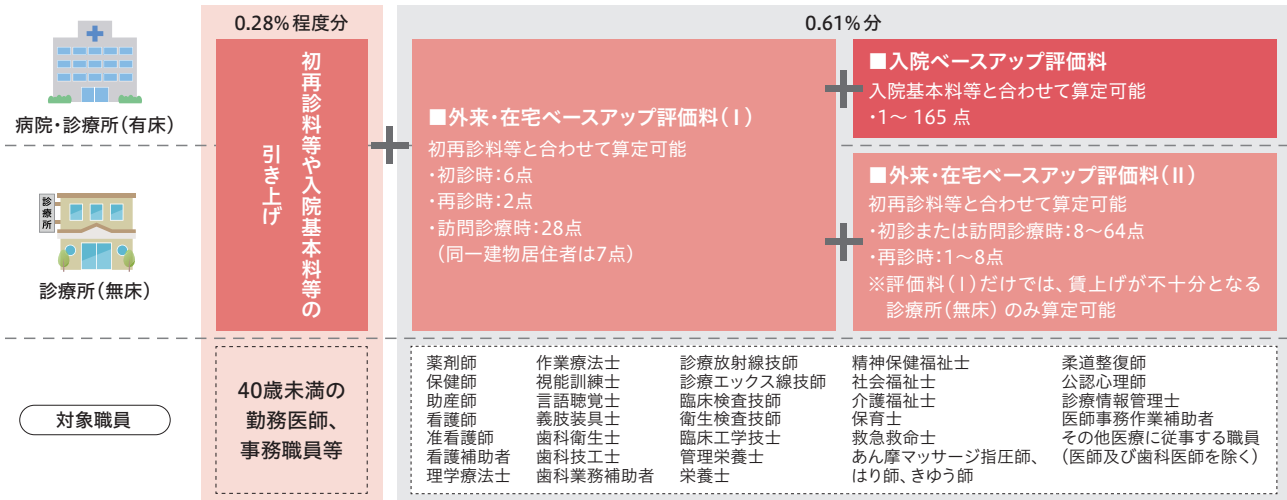 0.28%程度分
0.61%分
病院・診療所(有床)
診療所
診療所(無床)
初再診料等や入院基本料等の
引き上げ
■外来・在宅ベースアップ評価料(Ⅰ)
初再診料等と合わせて算定可能
・初診時:6点
・再診時:2点
・訪問診療時:28点
(同一建物居住者は7点)
■入院ベースアップ評価料
入院基本料等と合わせて算定可能
・1〜165点
■外来・在宅ベースアップ評価料(Ⅱ)
初再診料等と合わせて算定可能
・初診または訪問診療時:8〜64点
・再診時:1〜8点
※評価料(Ⅰ)だけでは、賃上げが不十分となる
診療所(無床)のみ算定可能
対象職員
40歳未満の
勤務医師、
事務職員等
薬剤師
保健師
助産師
看護師
准看護師
看護補助者
理学療法士
作業療法士
視能訓練士
言語聴覚士
義肢装具士
歯科衛生士
歯科技工士
歯科業務補助者
診療放射線技師
診療エックス線技師
臨床検査技師
衛生検査技師
臨床工学技士
管理栄養士
栄養士
精神保健福祉士
社会福祉士
介護福祉士
保育士
救急救命士
あん摩マッサージ指圧師、
はり師、きゆう師
柔道整復師
公認心理師
診療情報管理士
医師事務作業補助者
その他医療に従事する職員
(医師及び歯科医師を除く)